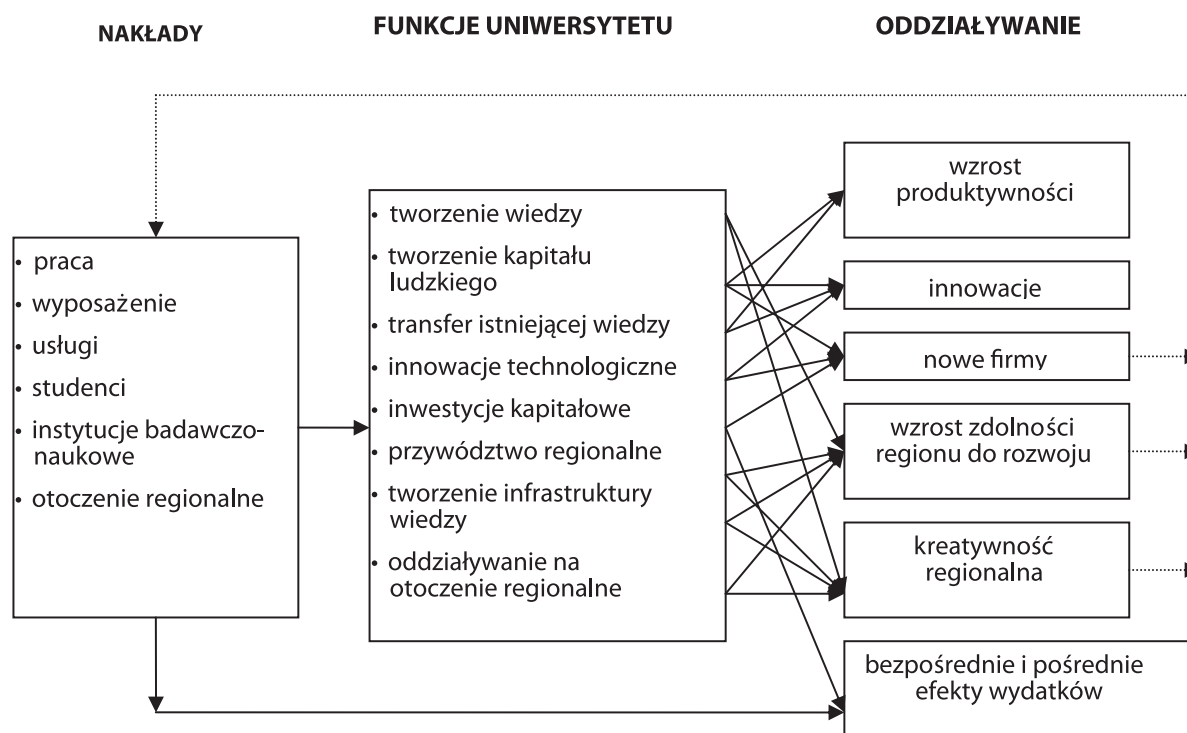 NAKŁADY
FUNKCJE UNIWERSYTETU
ODDZIAŁYWANIE
• praca
• wyposażenie
• usługi
• studenci
• instytucje badawczo-
naukowe
• otoczenie regionalne
• tworzenie wiedzy
• tworzenie kapitału
ludzkiego
• transfer istniejącej wiedzy
• innowacje technologiczne
• inwestycje kapitałowe
• przywództwo regionalne
• tworzenie infrastruktury
wiedzy
• oddziaływanie na
otoczenie regionalne
wzrost
produktywności
innowacje
nowe firmy
wzrost zdolności
regionu do rozwoju
kreatywność
regionalna
bezpośrednie i pośrednie
efekty wydatków